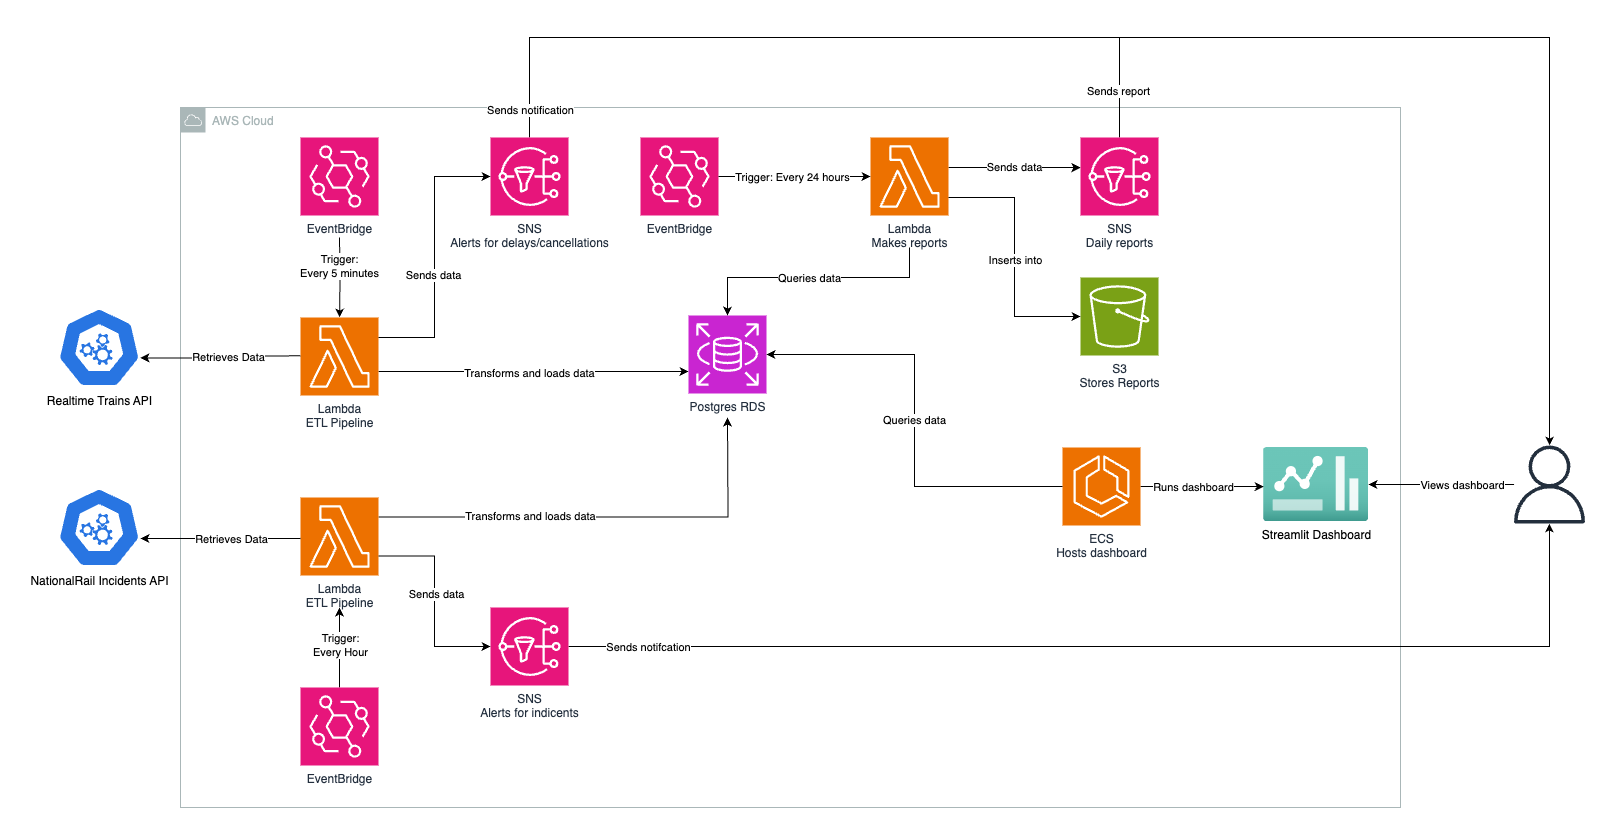 Sends report
Sends notification
AWS Cloud
EventBridge
Trigger:
Every 5 minutes
SNS
Alerts for delays/cancellations
Sends data
EventBridge
Trigger: Every 24 hours
Lambda
Makes reports
Sends data
SNS
Daily reports
Inserts into
Queries data
S3
Stores Reports
Realtime Trains API
Retrieves Data
Lambda
ETL Pipeline
Transforms and loads data
Postgres RDS
Queries data
ECS
Hosts dashboard
Runs dashboard
Streamlit Dashboard
Views dashboard
NationalRail Incidents API
Retrieves Data
Lambda
ETL Pipeline
Transforms and loads data
Sends data
Trigger:
Every Hour
EventBridge
SNS
Alerts for indicents
Sends notifcation